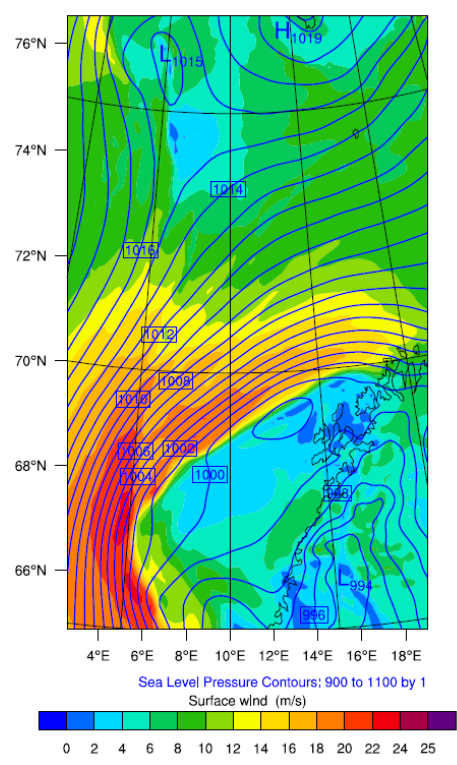 76°N
H1019
L1015
74°N
1014
72°N
1016
1012
70°N
1008
1010
1006
1002
68°N
1004
1000
998
66°N
L994
996
4°E 6°E 8°E 10°E 12°E 14°E 16°E 18°E
Sea Level Pressure Contours: 900 to 1100 by 1
Surface wind (m/s)
0 2 4 6 8 10 12 14 16 18 20 22 24 25